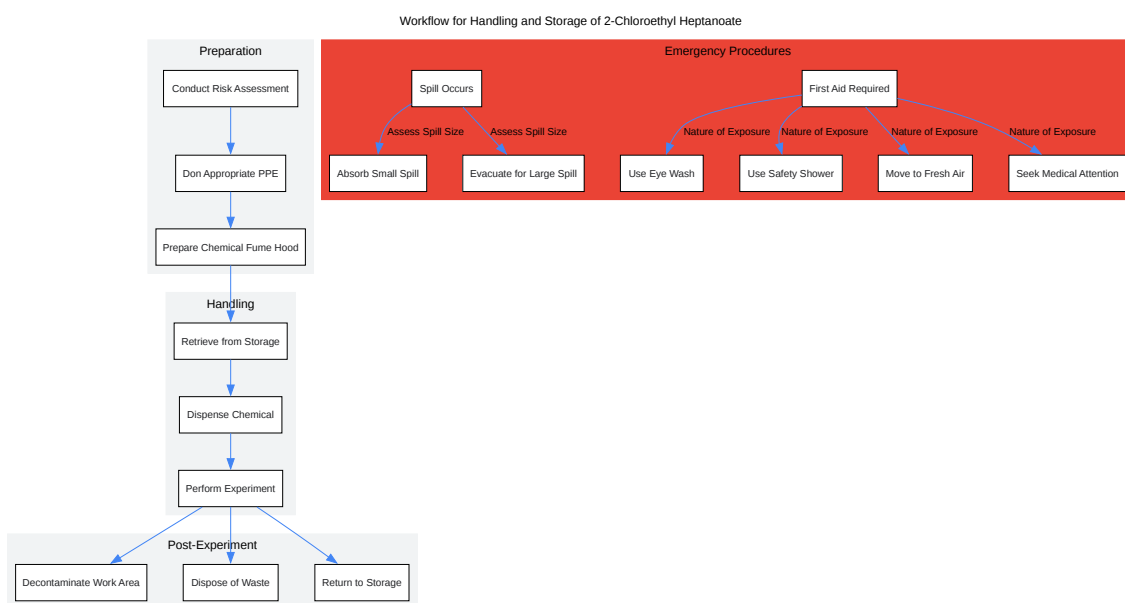 Workflow for Handling and Storage of 2-Chloroethyl Heptanoate
Preparation
Conduct Risk Assessment
Don Appropriate PPE
Prepare Chemical Fume Hood
Handling
Retrieve from Storage
Dispense Chemical
Perform Experiment
Post-Experiment
Decontaminate Work Area
Dispose of Waste
Return to Storage
Emergency Procedures
Spill Occurs
Assess Spill Size
Assess Spill Size
Absorb Small Spill
Evacuate for Large Spill
First Aid Required
Nature of Exposure
Nature of Exposure
Nature of Exposure
Nature of Exposure
Use Eye Wash
Use Safety Shower
Move to Fresh Air
Seek Medical Attention